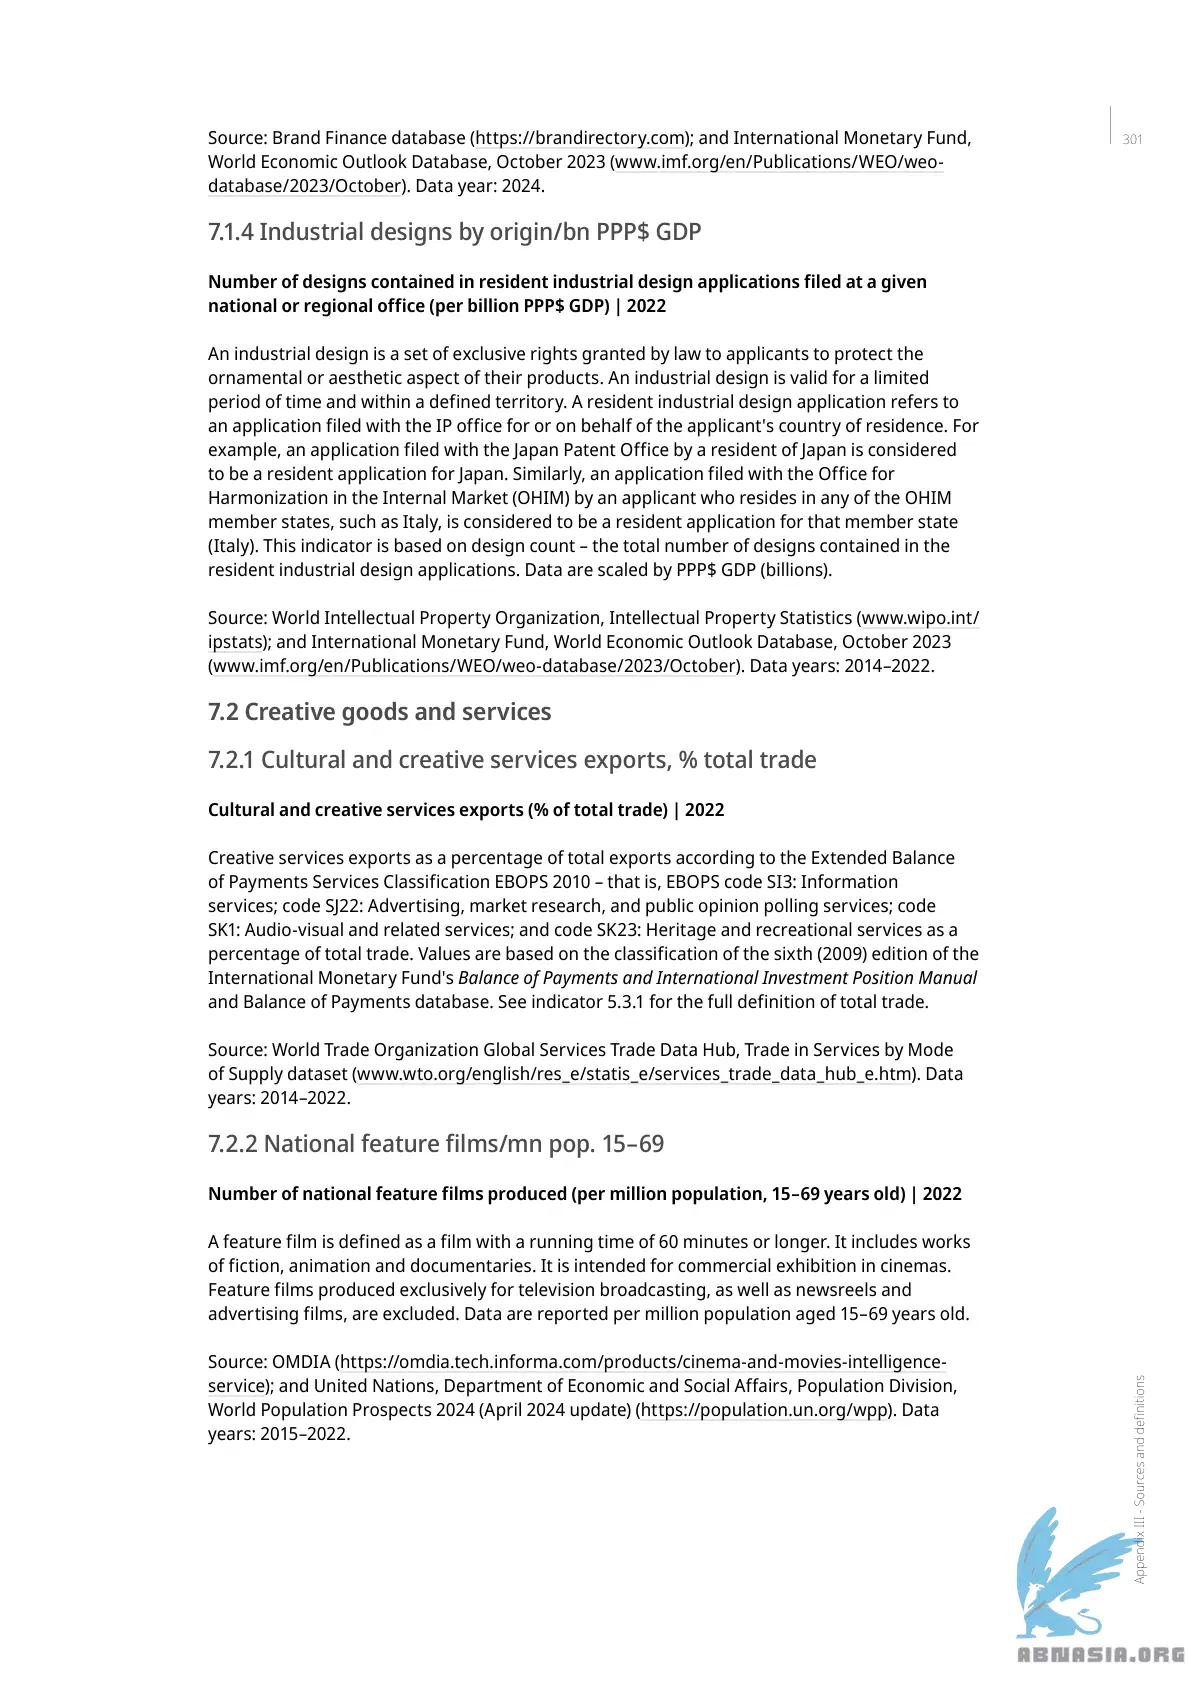 301
Source: Brand Finance database (https://brandirectory.com); and International Monetary Fund,
World Economic Outlook Database, October 2023 (www.imf.org/en/Publications/WEO/weo-
database/2023/October). Data year: 2024.
7.1.4 Industrial designs by origin/bn PPP$ GDP
Number of designs contained in resident industrial design applications filed at a given
national or regional office (per billion PPP$ GDP) | 2022
An industrial design is a set of exclusive rights granted by law to applicants to protect the
ornamental or aesthetic aspect of their products. An industrial design is valid for a limited
period of time and within a defined territory. A resident industrial design application refers to
an application filed with the IP office for or on behalf of the applicant's country of residence. For
example, an application filed with the Japan Patent Office by a resident of Japan is considered
to be a resident application for Japan. Similarly, an application filed with the Office for
Harmonization in the Internal Market (OHIM) by an applicant who resides in any of the OHIM
member states, such as Italy, is considered to be a resident application for that member state
(Italy). This indicator is based on design count – the total number of designs contained in the
resident industrial design applications. Data are scaled by PPP$ GDP (billions).
Source: World Intellectual Property Organization, Intellectual Property Statistics (www.wipo.int/
ipstats); and International Monetary Fund, World Economic Outlook Database, October 2023
(www.imf.org/en/Publications/WEO/weo-database/2023/October). Data years: 2014–2022.
7.2 Creative goods and services
7.2.1 Cultural and creative services exports, % total trade
Cultural and creative services exports (% of total trade) | 2022
Creative services exports as a percentage of total exports according to the Extended Balance
of Payments Services Classification EBOPS 2010 – that is, EBOPS code SI3: Information
services; code SJ22: Advertising, market research, and public opinion polling services; code
SK1: Audio-visual and related services; and code SK23: Heritage and recreational services as a
percentage of total trade. Values are based on the classification of the sixth (2009) edition of the
International Monetary Fund's Balance of Payments and International Investment Position Manual
and Balance of Payments database. See indicator 5.3.1 for the full definition of total trade.
Source: World Trade Organization Global Services Trade Data Hub, Trade in Services by Mode
of Supply dataset (www.wto.org/english/res_e/statis_e/services_trade_data_hub_e.htm). Data
years: 2014–2022.
7.2.2 National feature films/mn pop. 15–69
Number of national feature films produced (per million population, 15–69 years old) | 2022
A feature film is defined as a film with a running time of 60 minutes or longer. It includes works
of fiction, animation and documentaries. It is intended for commercial exhibition in cinemas.
Feature films produced exclusively for television broadcasting, as well as newsreels and
advertising films, are excluded. Data are reported per million population aged 15–69 years old.
Source: OMDIA (https://omdia.tech.informa.com/products/cinema-and-movies-intelligence-
service); and United Nations, Department of Economic and Social Affairs, Population Division,
World Population Prospects 2024 (April 2024 update) (https://population.un.org/wpp). Data
years: 2015–2022.
Appendix III - Sources and definitions
ABNASIA.ORG